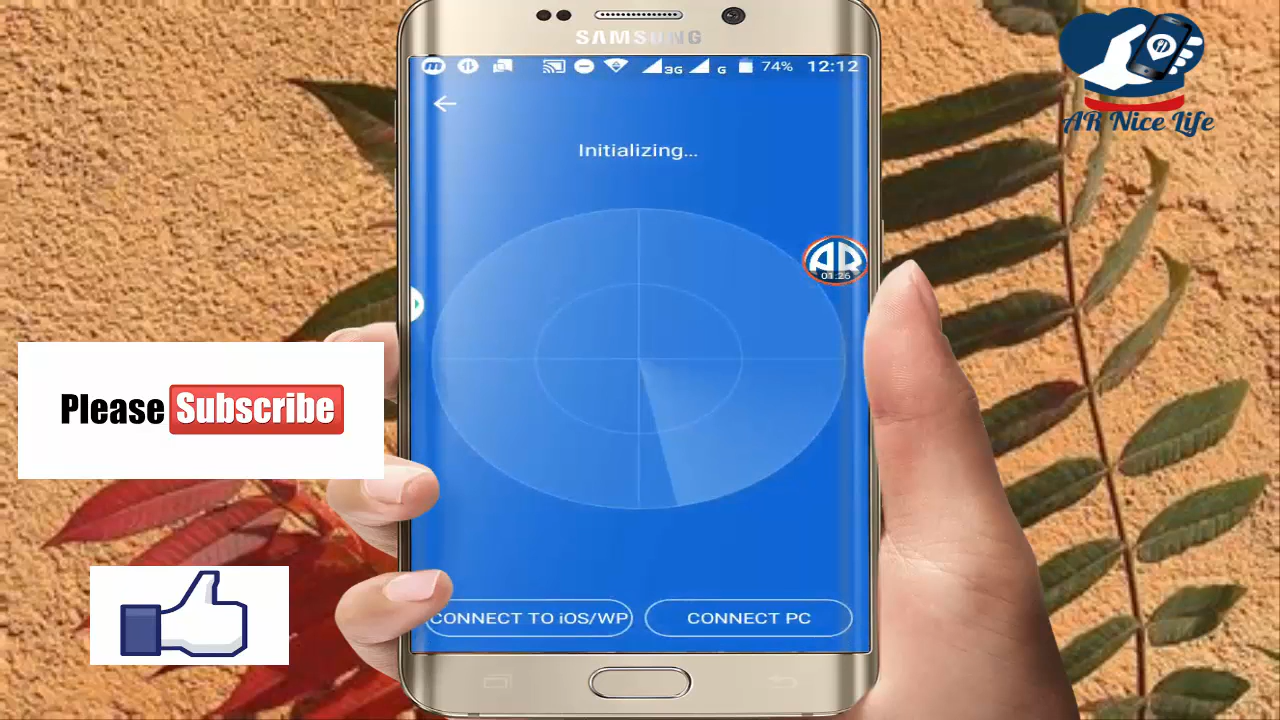 SAMSUNG
3G G 74% 12:12
AR Nice Life
Initializing...
AR
01:26
Please Subscribe
CONNECT TO iOS/WP
CONNECT PC